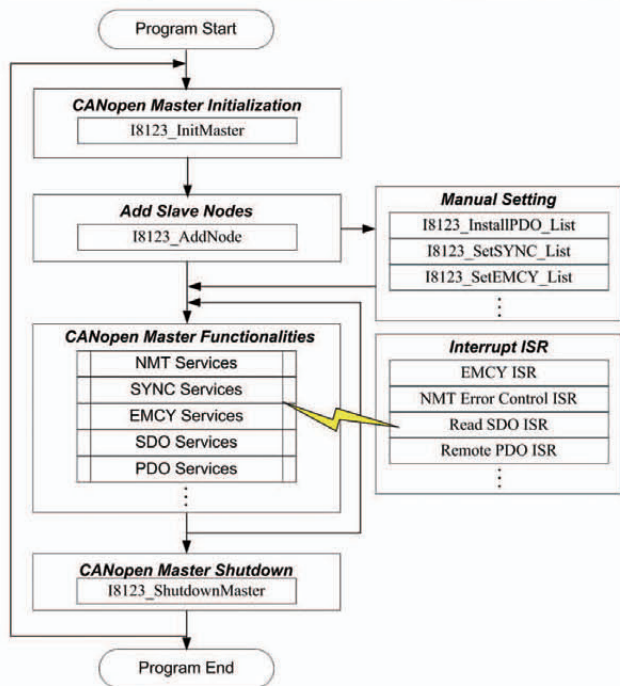 Program Start
CANopen Master Initialization
I8123_InitMaster
Add Slave Nodes
I8123_AddNode
Manual Setting
I8123_InstallPDO_List
I8123_SetSYNC_List
I8123_SetEMCY_List
CANopen Master Functionalities
NMT Services
SYNC Services
EMCY Services
SDO Services
PDO Services
Interrupt ISR
EMCY ISR
NMT Error Control ISR
Read SDO ISR
Remote PDO ISR
CANopen Master Shutdown
I8123_ShutdownMaster
Program End